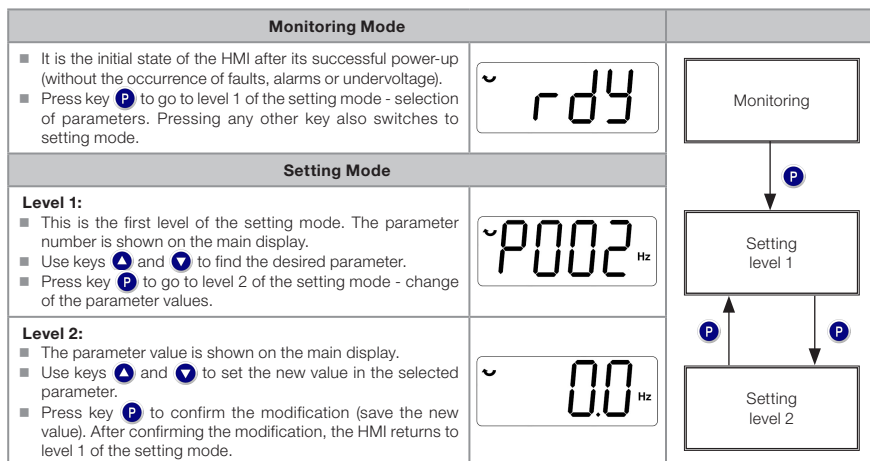 Monitoring Mode
■ It is the initial state of the HMI after its successful power-up
(without the occurrence of faults, alarms or undervoltage).
■ Press key P to go to level 1 of the setting mode - selection
of parameters. Pressing any other key also switches to
setting mode.
rdy
Setting Mode
Level 1:
■ This is the first level of the setting mode. The parameter
number is shown on the main display.
■ Use keys ▲ and ▼ to find the desired parameter.
■ Press key P to go to level 2 of the setting mode - change
of the parameter values.
P002 Hz
Level 2:
■ The parameter value is shown on the main display.
■ Use keys ▲ and ▼ to set the new value in the selected
parameter.
■ Press key P to confirm the modification (save the new
value). After confirming the modification, the HMI returns to
level 1 of the setting mode.
0.0 Hz
Monitoring
P
Setting
level 1
P P
Setting
level 2